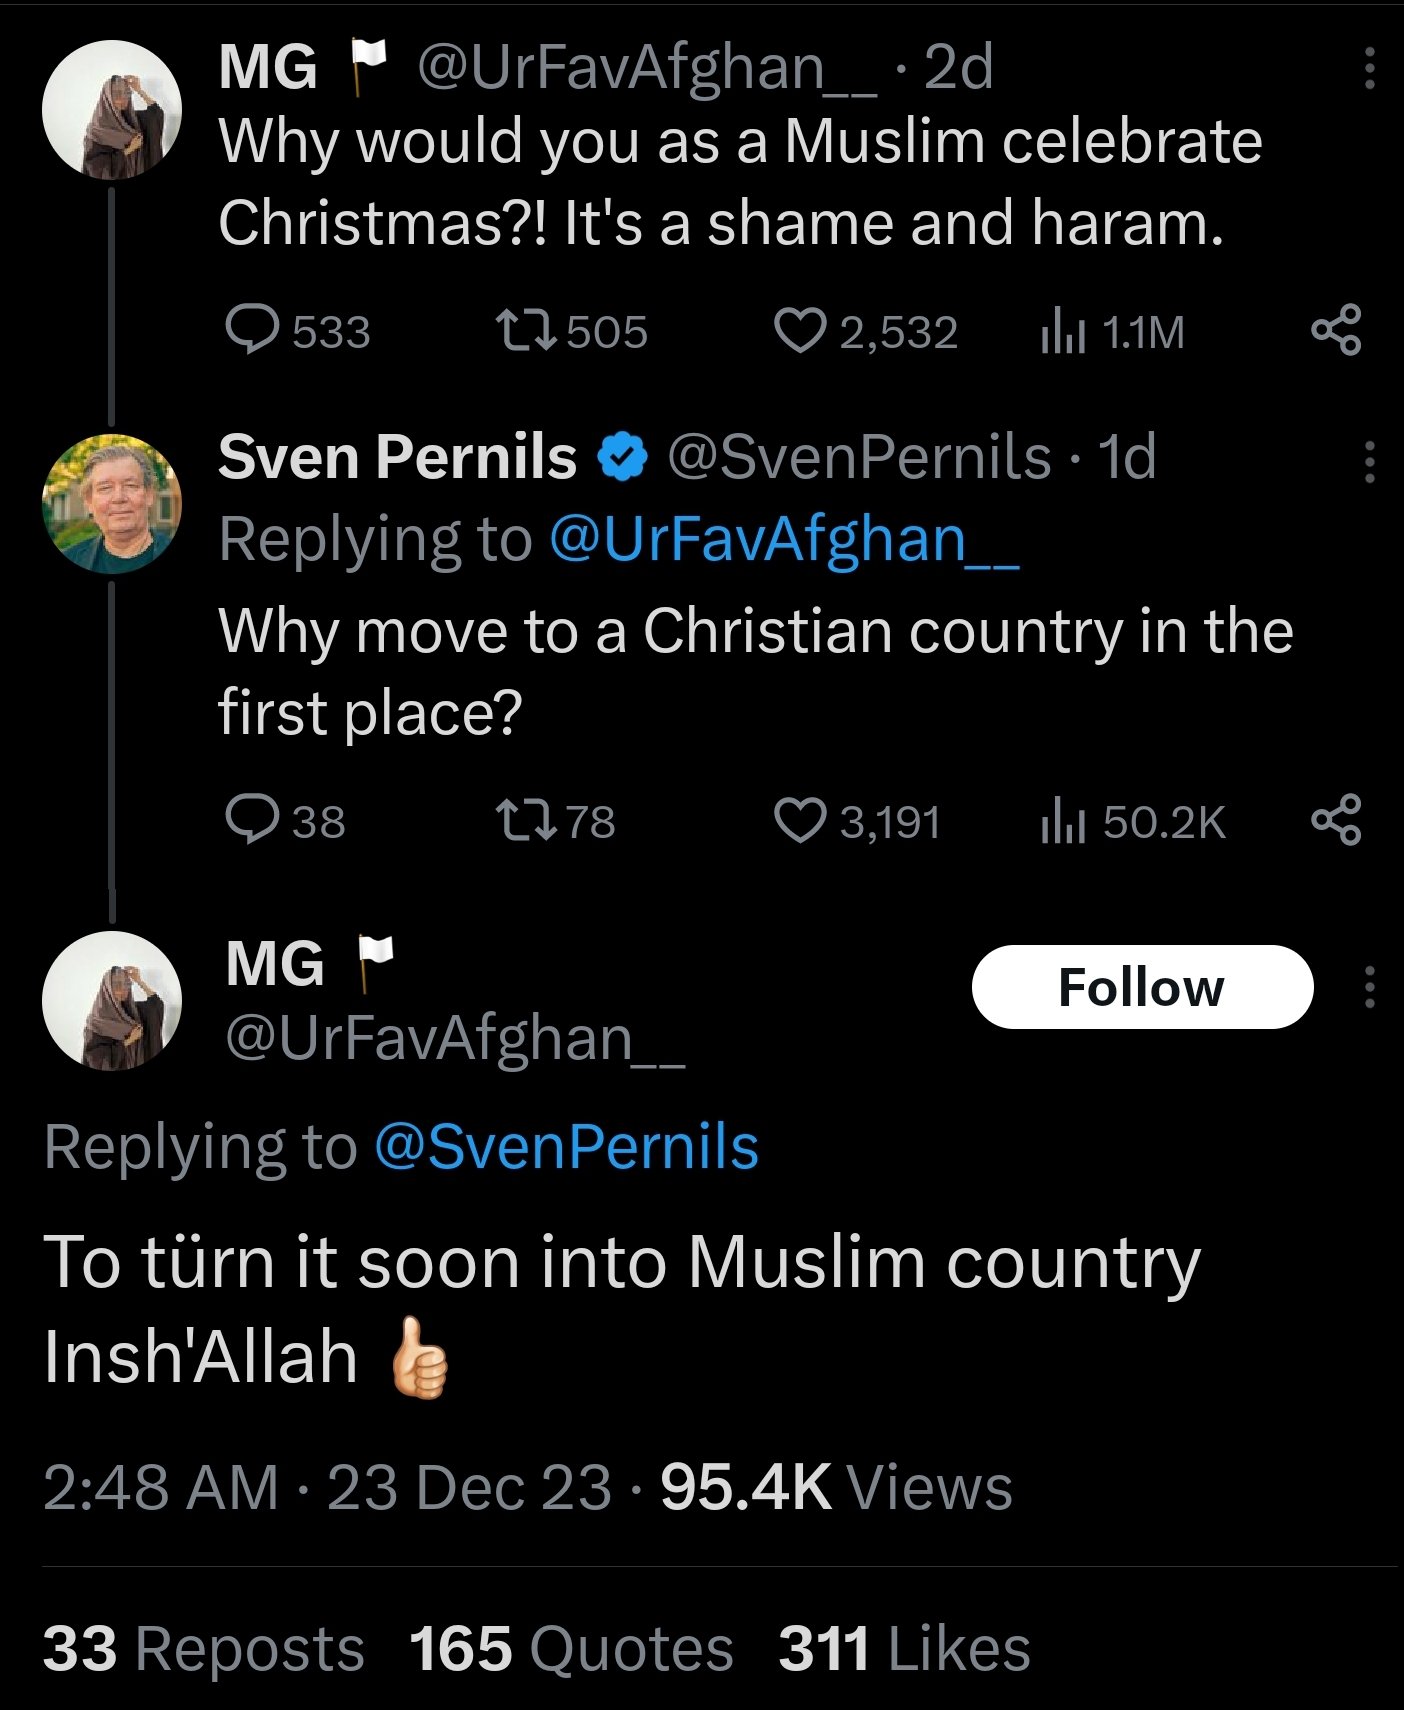 MG 🏳 @UrFavAfghan__ · 2d
Why would you as a Muslim celebrate
Christmas?! It's a shame and haram.
533 505 2,532 1.1M
Sven Pernils @SvenPernils · 1d
Replying to @UrFavAfghan__
Why move to a Christian country in the
first place?
38 78 3,191 50.2K
MG 🏳
Follow
@UrFavAfghan__
Replying to @SvenPernils
To türn it soon into Muslim country
Insh'Allah 👍🏻
2:48 AM · 23 Dec 23 · 95.4K Views
33 Reposts 165 Quotes 311 Likes